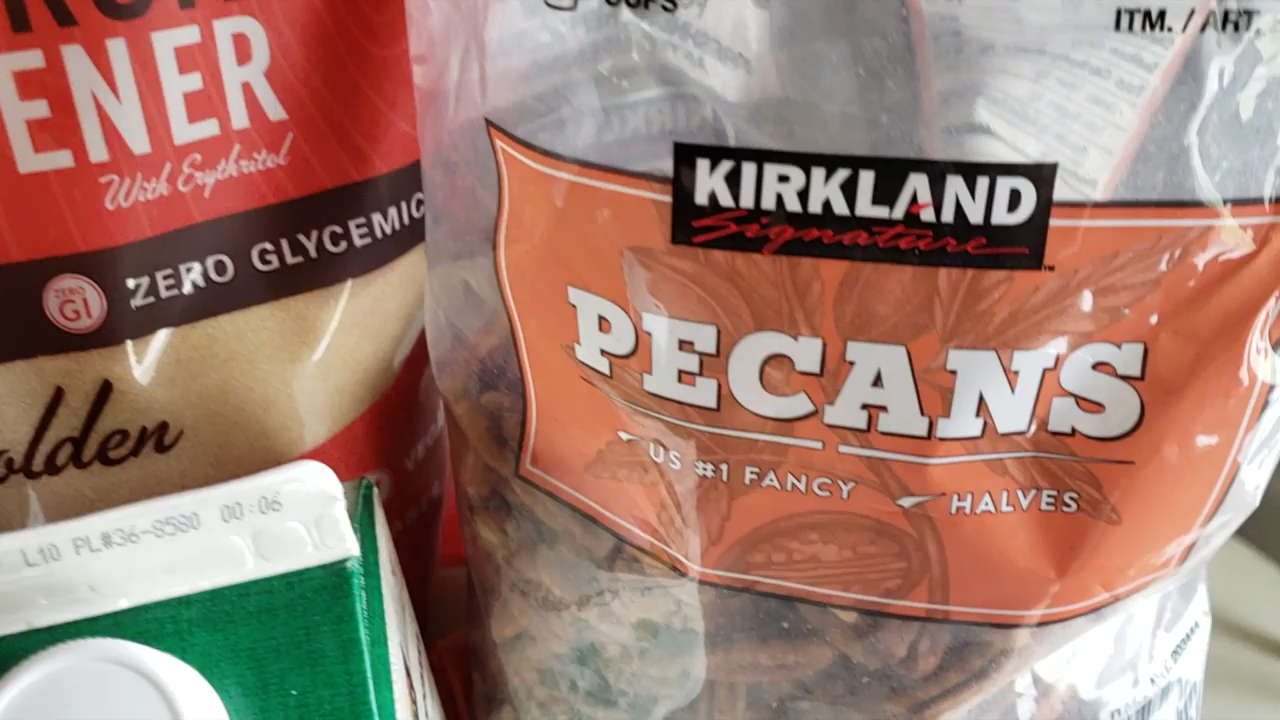 ENER
With Erythritol
ZERO GLYCEMIC
ZERO
GI
olden
L10 PL#36-8580 00:06
CUPS
ITM. / ART.
KIRKLAND
Signature
PECANS
US #1 FANCY
HALVES